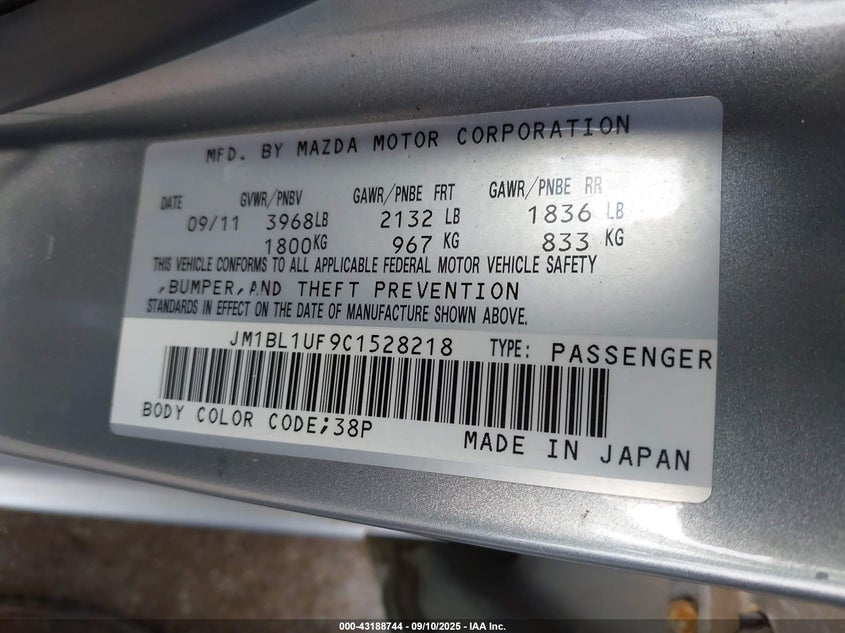 MFD. BY MAZDA MOTOR CORPORATION
DATE GVWR/PNBV GAWR/PNBE FRT GAWR/PNBE RR
09/11 3968LB 2132 LB 1836 LB
1800KG 967 KG 833 KG
THIS VEHICLE CONFORMS TO ALL APPLICABLE FEDERAL MOTOR VEHICLE SAFETY
,BUMPER,AND THEFT PREVENTION
STANDARDS IN EFFECT ON THE DATE OF MANUFACTURE SHOWN ABOVE.
JM1BL1UF9C1528218 TYPE: PASSENGER
BODY COLOR CODE;38P MADE IN JAPAN
000-43188744 - 09/10/2025 - IAA Inc.